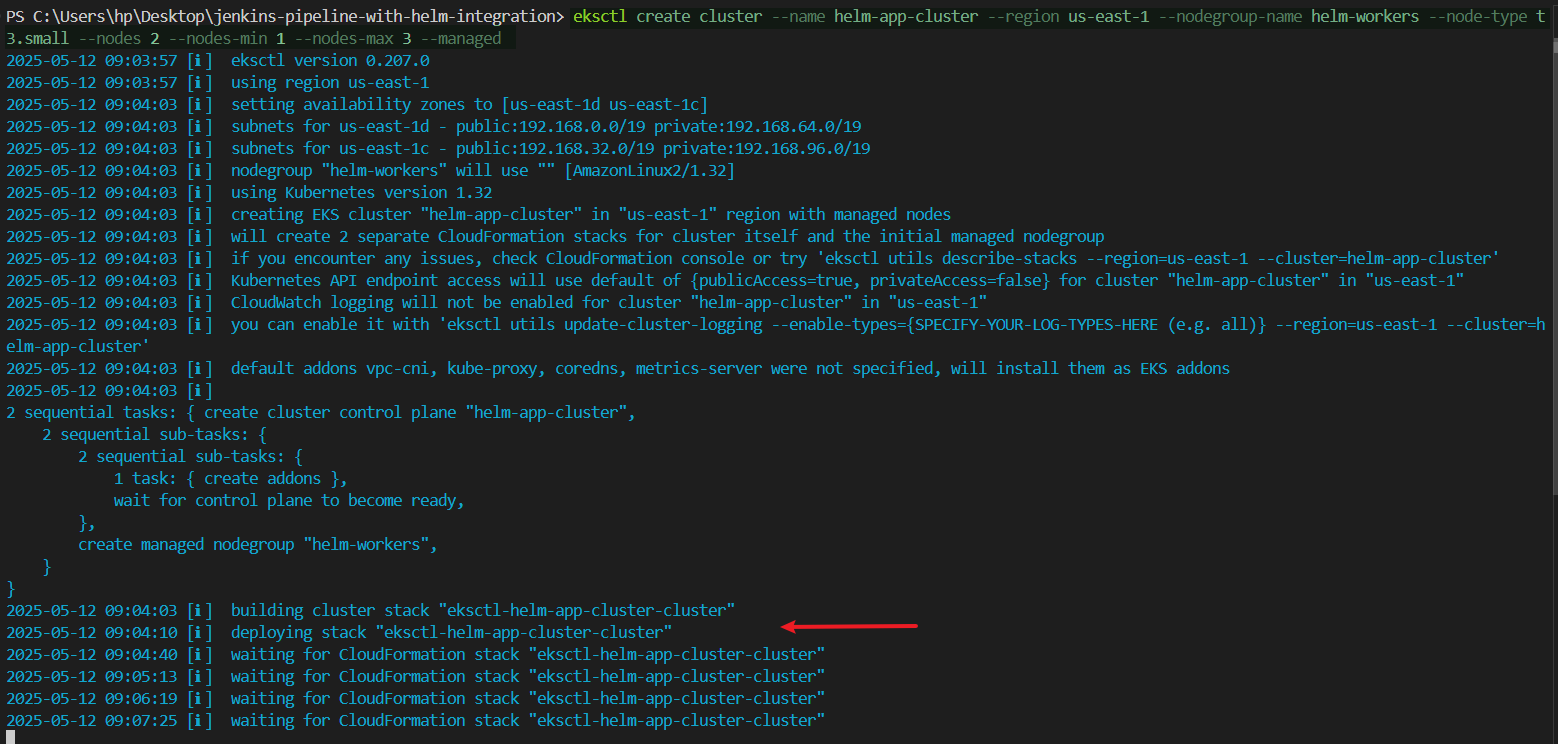 PS C:\Users\hp\Desktop\jenkins-pipeline-with-helm-integration> eksctl create cluster --name helm-app-cluster --region us-east-1 --nodegroup-name helm-workers --node-type t
3.small --nodes 2 --nodes-min 1 --nodes-max 3 --managed
2025-05-12 09:03:57 [ℹ]  eksctl version 0.207.0
2025-05-12 09:03:57 [ℹ]  using region us-east-1
2025-05-12 09:04:03 [ℹ]  setting availability zones to [us-east-1d us-east-1c]
2025-05-12 09:04:03 [ℹ]  subnets for us-east-1d - public:192.168.0.0/19 private:192.168.64.0/19
2025-05-12 09:04:03 [ℹ]  subnets for us-east-1c - public:192.168.32.0/19 private:192.168.96.0/19
2025-05-12 09:04:03 [ℹ]  nodegroup "helm-workers" will use "" [AmazonLinux2/1.32]
2025-05-12 09:04:03 [ℹ]  using Kubernetes version 1.32
2025-05-12 09:04:03 [ℹ]  creating EKS cluster "helm-app-cluster" in "us-east-1" region with managed nodes
2025-05-12 09:04:03 [ℹ]  will create 2 separate CloudFormation stacks for cluster itself and the initial managed nodegroup
2025-05-12 09:04:03 [ℹ]  if you encounter any issues, check CloudFormation console or try 'eksctl utils describe-stacks --region=us-east-1 --cluster=helm-app-cluster'
2025-05-12 09:04:03 [ℹ]  Kubernetes API endpoint access will use default of {publicAccess=true, privateAccess=false} for cluster "helm-app-cluster" in "us-east-1"
2025-05-12 09:04:03 [ℹ]  CloudWatch logging will not be enabled for cluster "helm-app-cluster" in "us-east-1"
2025-05-12 09:04:03 [ℹ]  you can enable it with 'eksctl utils update-cluster-logging --enable-types={SPECIFY-YOUR-LOG-TYPES-HERE (e.g. all)} --region=us-east-1 --cluster=h
elm-app-cluster'
2025-05-12 09:04:03 [ℹ]  default addons vpc-cni, kube-proxy, coredns, metrics-server were not specified, will install them as EKS addons
2025-05-12 09:04:03 [ℹ]
2 sequential tasks: { create cluster control plane "helm-app-cluster",
    2 sequential sub-tasks: {
        2 sequential sub-tasks: {
            1 task: { create addons },
            wait for control plane to become ready,
        },
        create managed nodegroup "helm-workers",
    }
}
2025-05-12 09:04:03 [ℹ]  building cluster stack "eksctl-helm-app-cluster-cluster"
2025-05-12 09:04:10 [ℹ]  deploying stack "eksctl-helm-app-cluster-cluster"
2025-05-12 09:04:40 [ℹ]  waiting for CloudFormation stack "eksctl-helm-app-cluster-cluster"
2025-05-12 09:05:13 [ℹ]  waiting for CloudFormation stack "eksctl-helm-app-cluster-cluster"
2025-05-12 09:06:19 [ℹ]  waiting for CloudFormation stack "eksctl-helm-app-cluster-cluster"
2025-05-12 09:07:25 [ℹ]  waiting for CloudFormation stack "eksctl-helm-app-cluster-cluster"